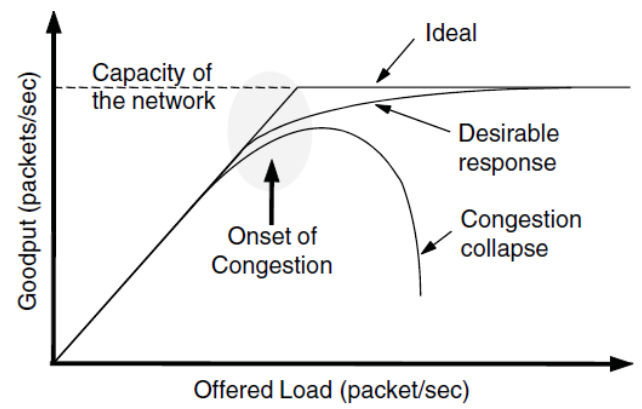 Ideal
Capacity of
the network
Desirable
response
Congestion
collapse
Onset of
Congestion
Goodput (packets/sec)
Offered Load (packet/sec)